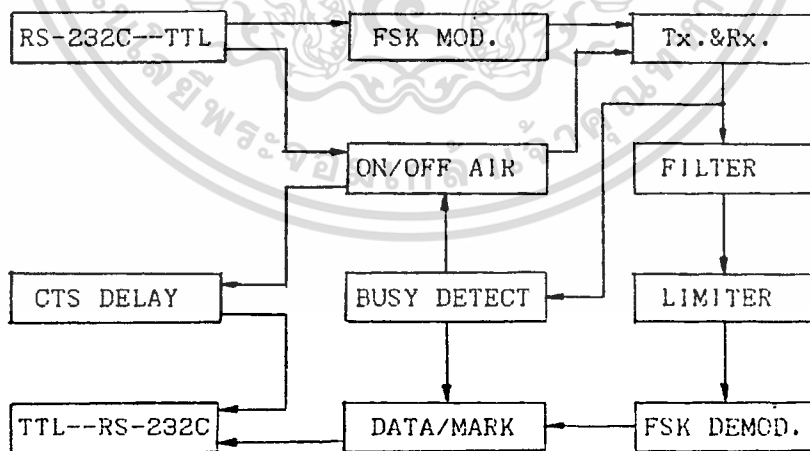 RS-232C--TTL
FSK MOD.
Tx.&Rx.
ON/OFF AIR
FILTER
CTS DELAY
BUSY DETECT
LIMITER
TTL--RS-232C
DATA/MARK
FSK DEMOD.